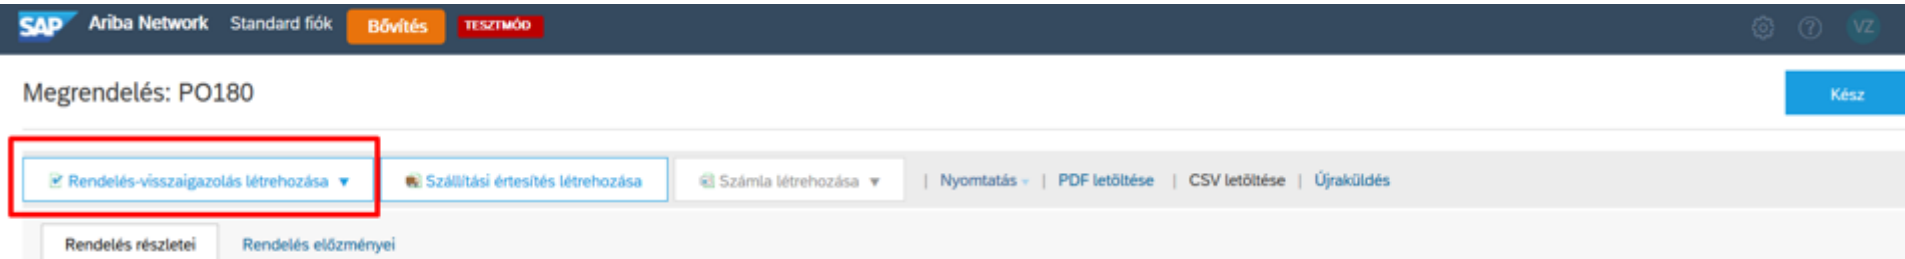 SAP Ariba Network Standard fiók Bővítés TESZTMÓD VZ
Megrendelés: PO180 Kész
Rendelés-visszaigazolás létrehozása Szállítási értesítés létrehozása Számla létrehozása | Nyomtatás | PDF letöltése | CSV letöltése | Újraküldés
Rendelés részletei Rendelés előzményei